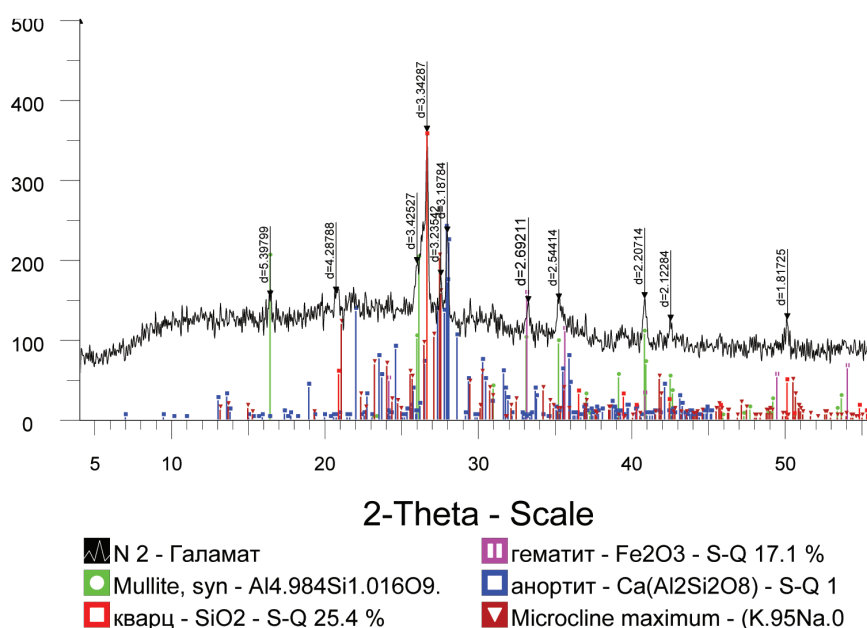 500
400
300
200
100
0
d=5.39799
d=4.28788
d=3.42527
d=3.34287
d=3.23542
d=3.18784
d=2.69211
d=2.54414
d=2.20714
d=2.12284
d=1.81725
5 10 20 30 40 50
2-Theta - Scale
N 2 - Галамат
Mullite, syn - Al4.984Si1.016O9.
кварц - SiO2 - S-Q 25.4 %
гематит - Fe2O3 - S-Q 17.1 %
анортит - Ca(Al2Si2O8) - S-Q 1
Microcline maximum - (K.95Na.0